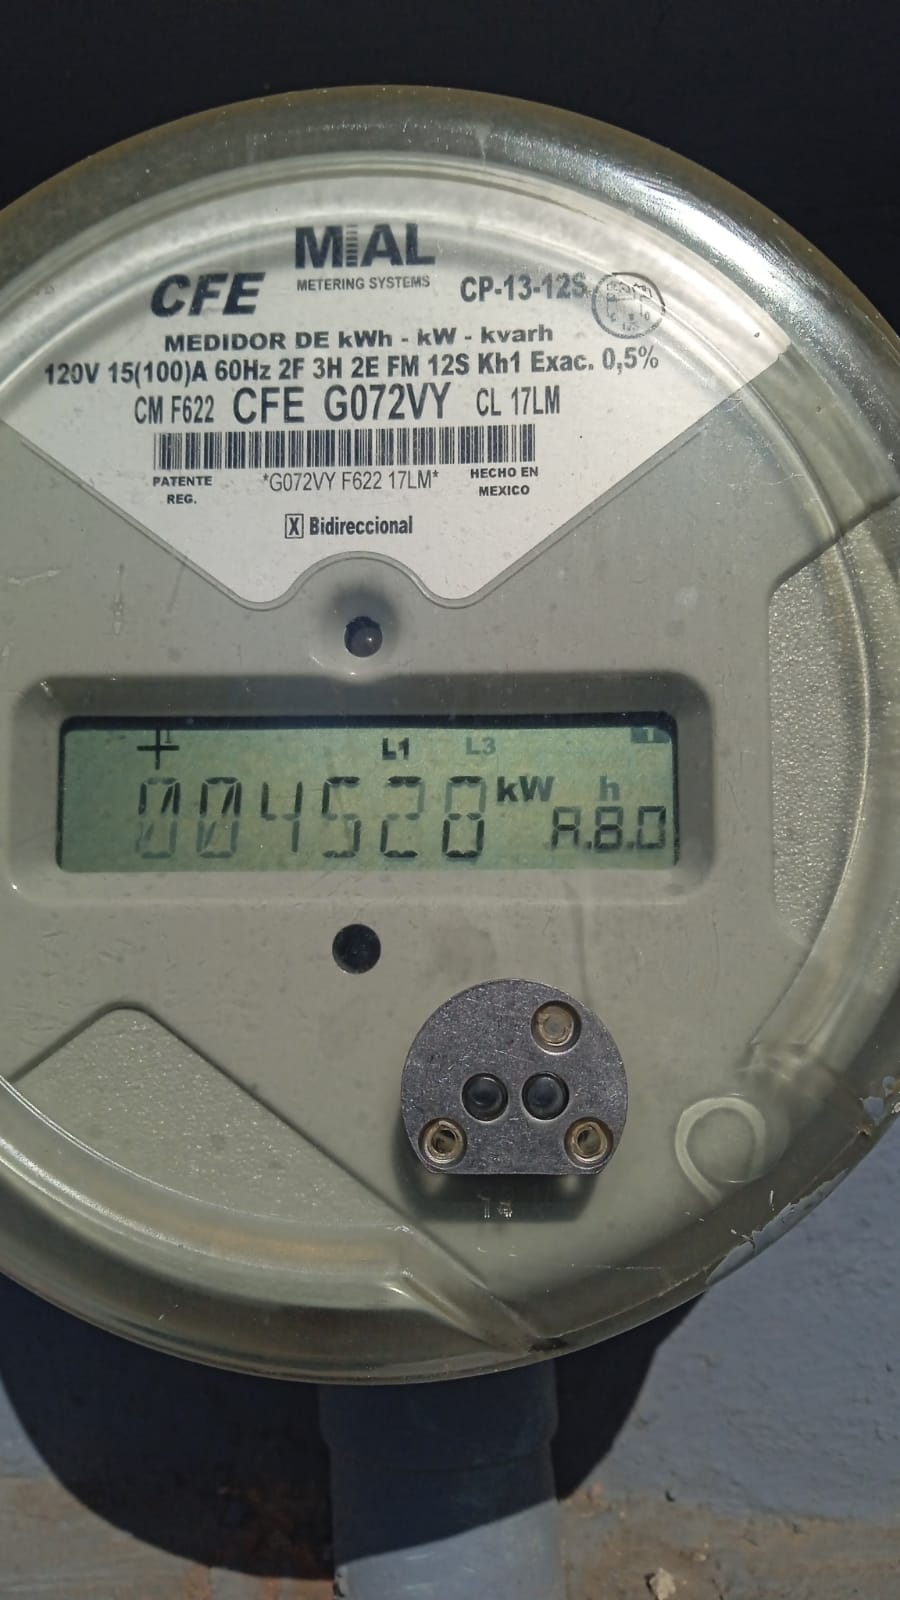 MIAL
METERING SYSTEMS
CFE
CP-13-12S
MEDIDOR DE kWh - kW - kvarh
120V 15(100)A 60Hz 2F 3H 2E FM 12S Kh1 Exac. 0,5%
CM F622 CFE G072VY CL 17LM
PATENTE REG.
*G072VY F622 17LM*
HECHO EN MEXICO
X Bidireccional
L1 L3
004528 kW h
A.8.0
14